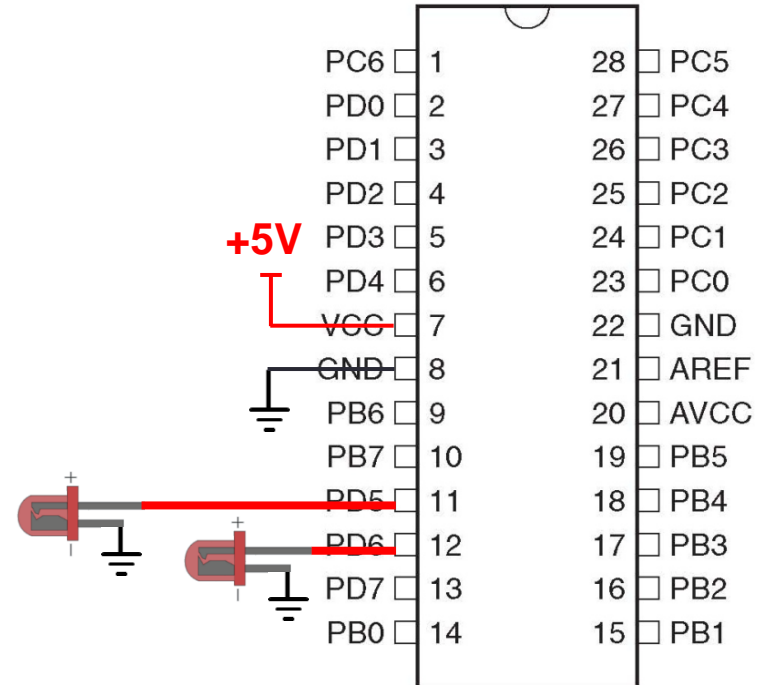 PC6 1 28 PC5
PD0 2 27 PC4
PD1 3 26 PC3
PD2 4 25 PC2
+5V PD3 5 24 PC1
PD4 6 23 PC0
VCC 7 22 GND
GND 8 21 AREF
PB6 9 20 AVCC
PB7 10 19 PB5
+ PD5 11 18 PB4
+ PD6 12 17 PB3
PD7 13 16 PB2
PB0 14 15 PB1